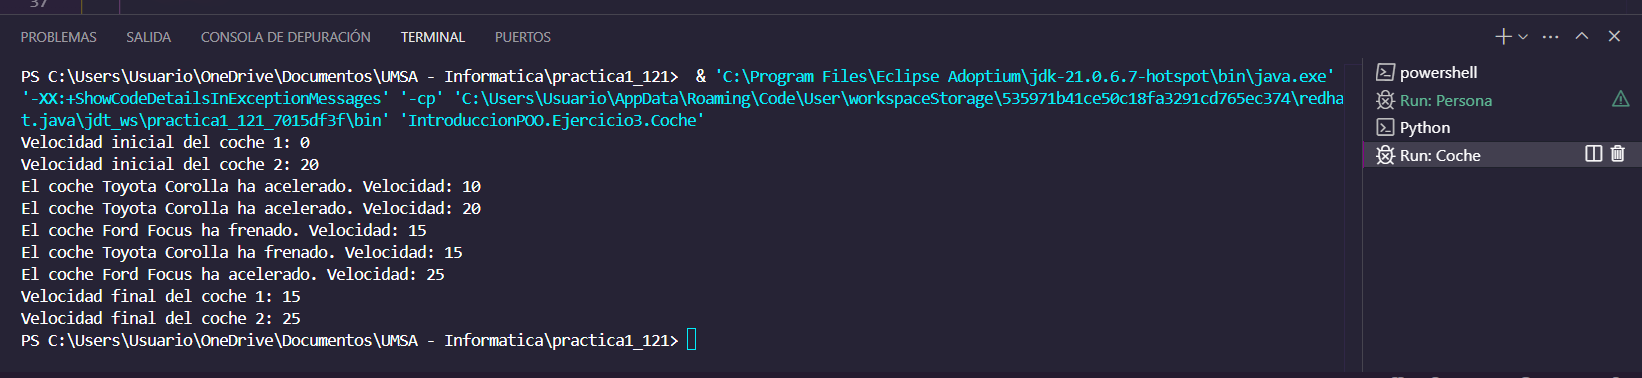 37
PROBLEMAS SALIDA CONSOLA DE DEPURACIÓN TERMINAL PUERTOS
PS C:\Users\Usuario\OneDrive\Documentos\UMSA - Informatica\practica1_121>  & 'C:\Program Files\Eclipse Adoptium\jdk-21.0.6.7-hotspot\bin\java.exe'
'-XX:+ShowCodeDetailsInExceptionMessages' '-cp' 'C:\Users\Usuario\AppData\Roaming\Code\User\workspaceStorage\535971b41ce50c18fa3291cd765ec374\redha
t.java\jdt_ws\practica1_121_7015df3f\bin' 'IntroduccionPOO.Ejercicio3.Coche'
Velocidad inicial del coche 1: 0
Velocidad inicial del coche 2: 20
El coche Toyota Corolla ha acelerado. Velocidad: 10
El coche Toyota Corolla ha acelerado. Velocidad: 20
El coche Ford Focus ha frenado. Velocidad: 15
El coche Toyota Corolla ha frenado. Velocidad: 15
El coche Ford Focus ha acelerado. Velocidad: 25
Velocidad final del coche 1: 15
Velocidad final del coche 2: 25
PS C:\Users\Usuario\OneDrive\Documentos\UMSA - Informatica\practica1_121>
powershell
Run: Persona
Python
Run: Coche